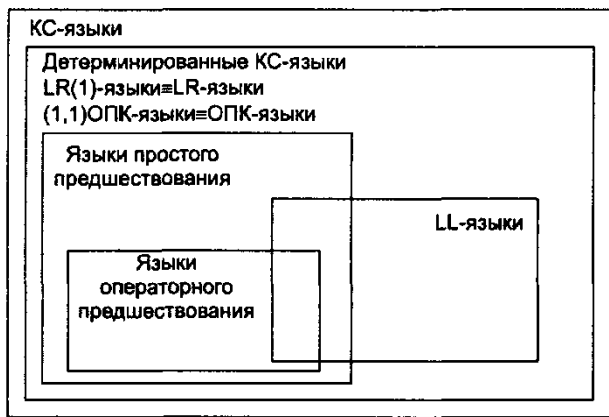 КС-языки
Детерминированные КС-языки
LR(1)-языки≡LR-языки
(1,1)ОПК-языки≡ОПК-языки
Языки простого
предшествования
LL-языки
Языки
операторного
предшествования